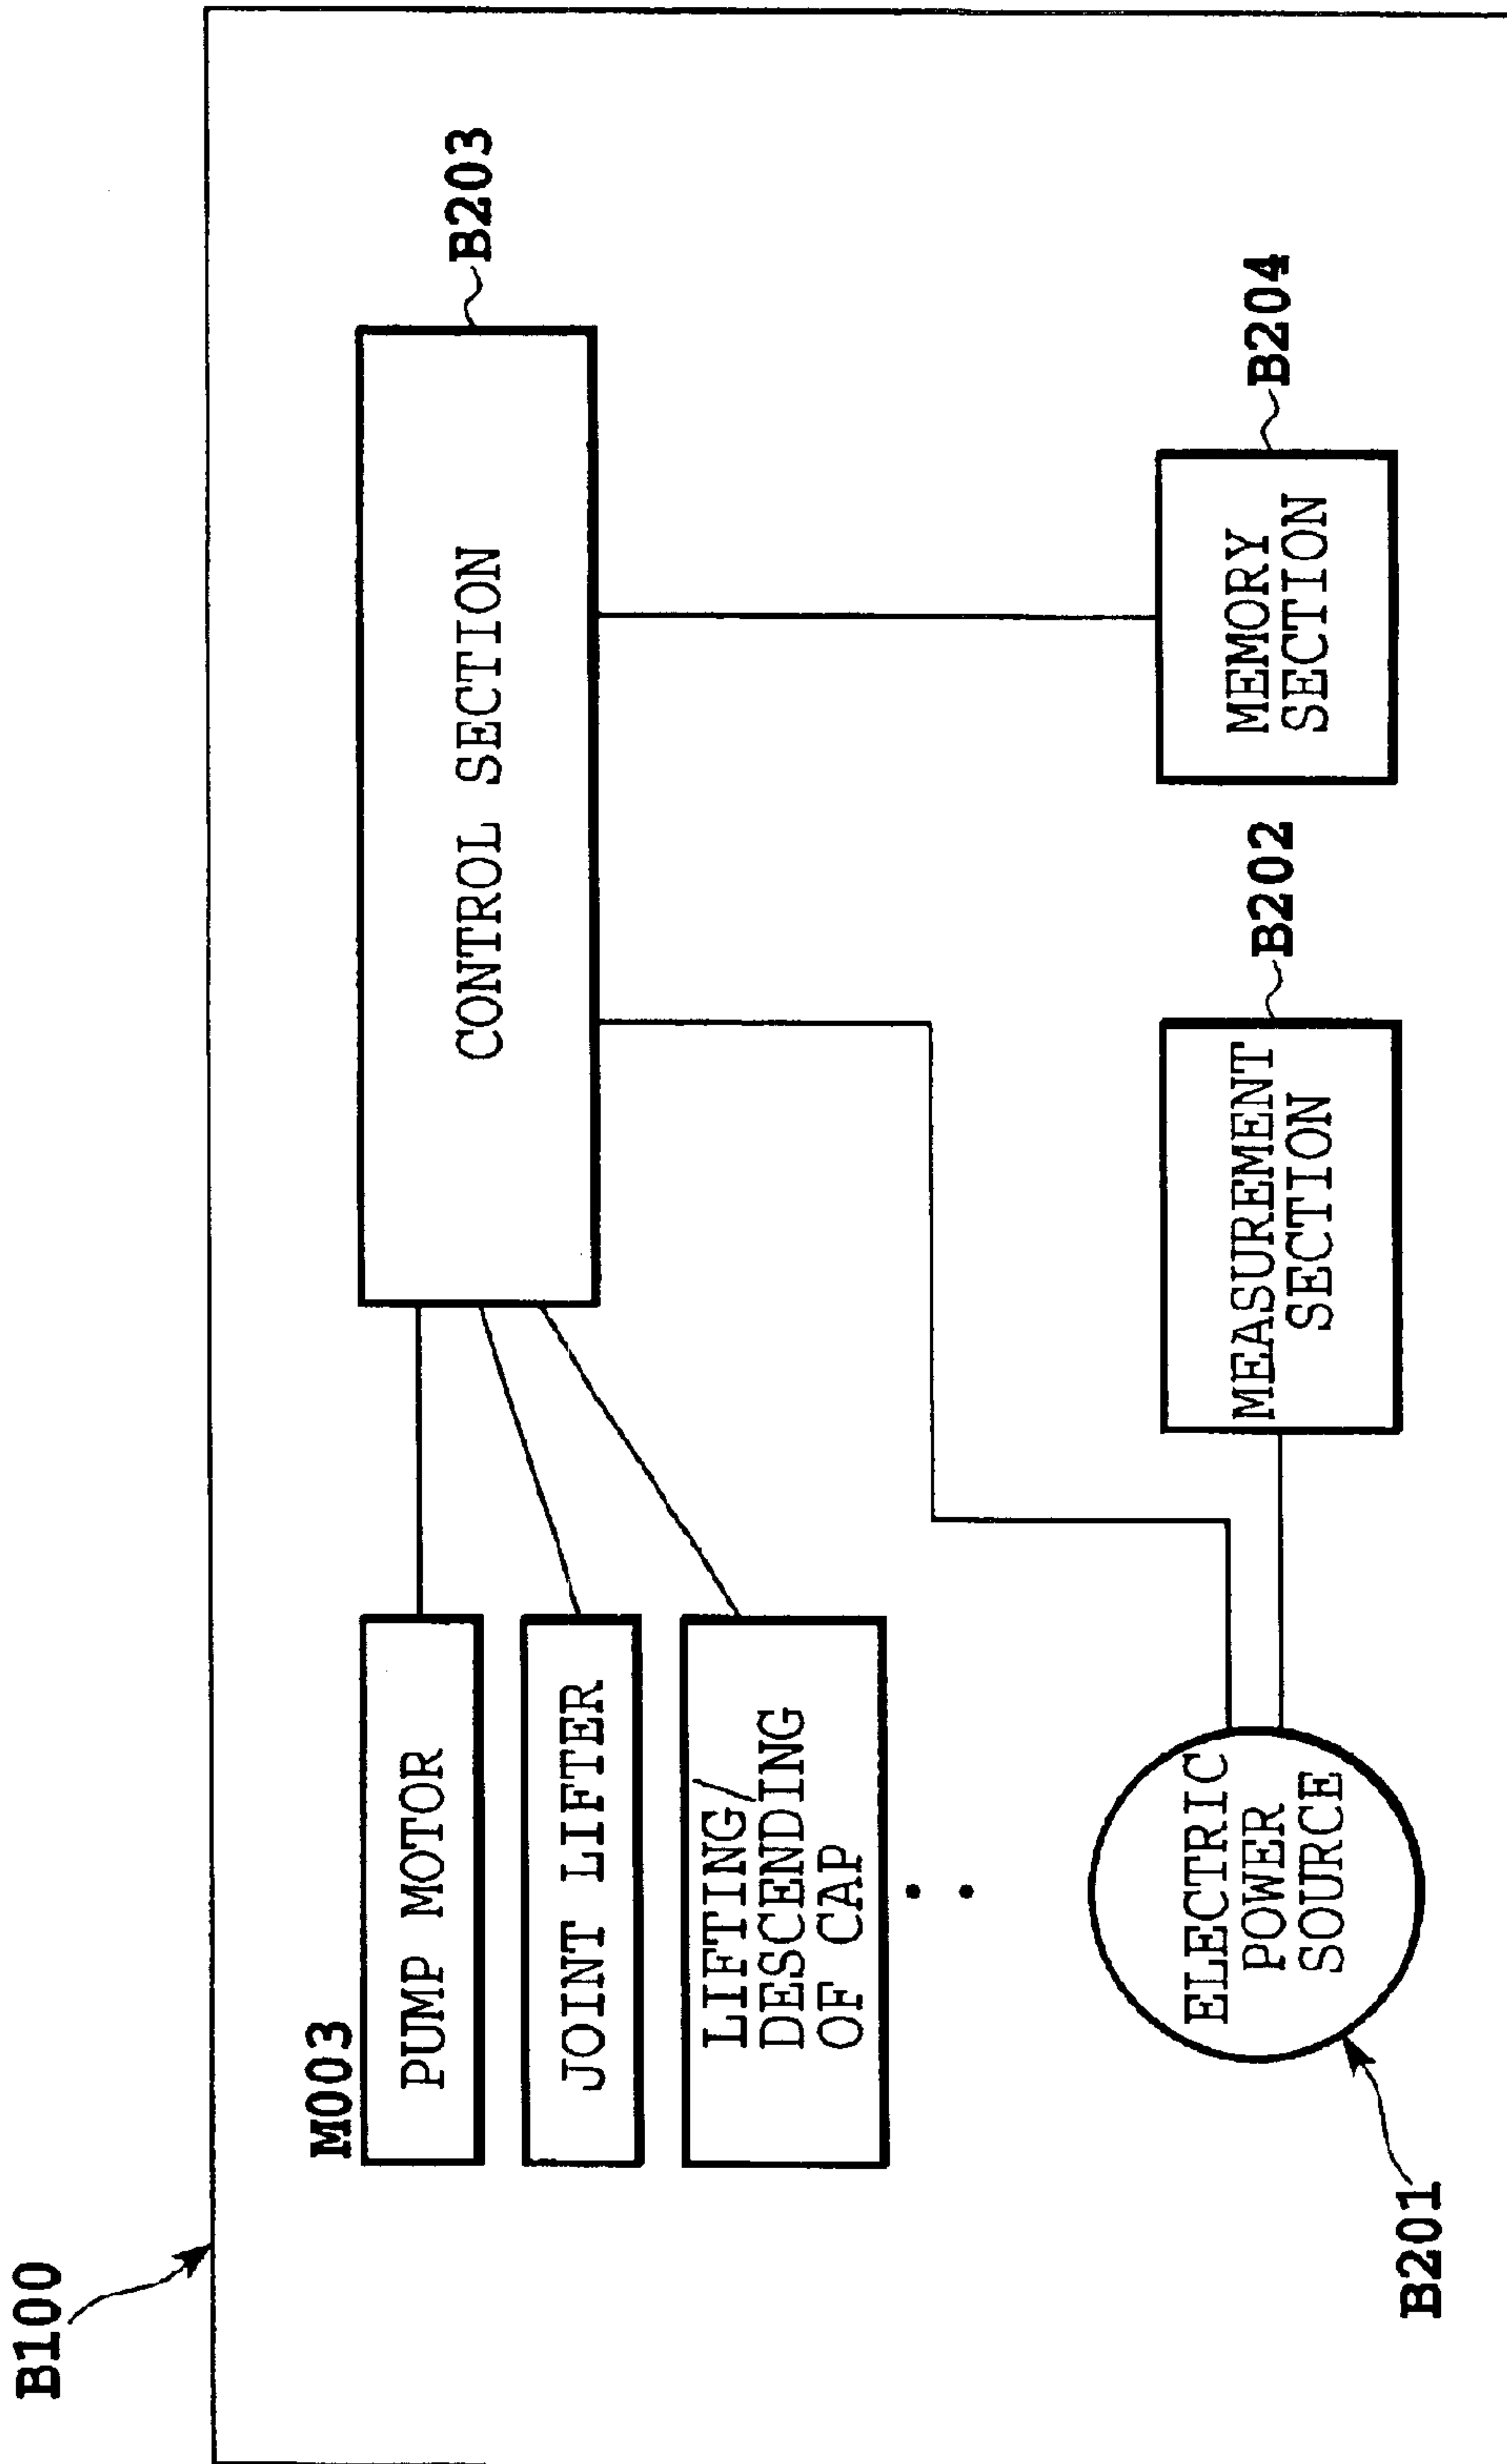 B100
M003
PUMP MOTOR
JOINT LIFTER
LIFTING/
DESCENDING
OF CAP
CONTROL SECTION
B203
ELECTRIC
POWER
SOURCE
B201
MEASUREMENT
SECTION
B202
MEMORY
SECTION
B204